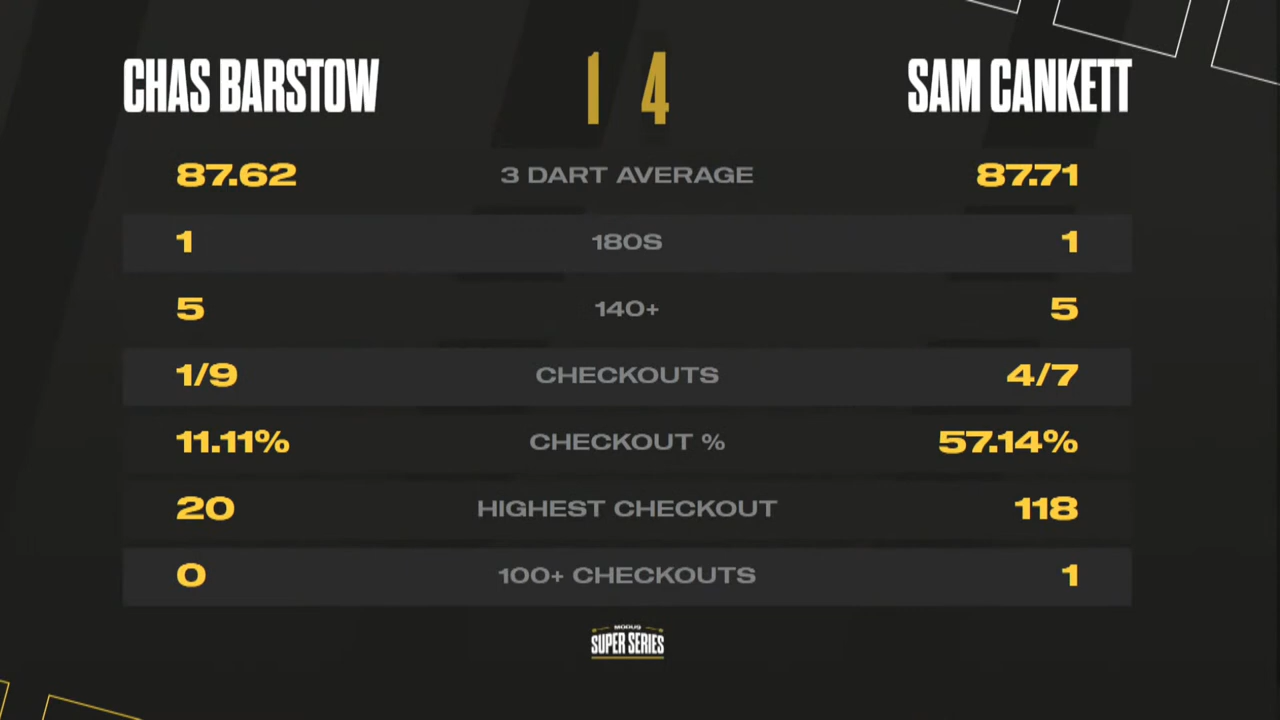 CHAS BARSTOW 1 4 SAM CANKETT
87.62 3 DART AVERAGE 87.71
1 180S 1
5 140+ 5
1/9 CHECKOUTS 4/7
11.11% CHECKOUT % 57.14%
20 HIGHEST CHECKOUT 118
0 100+ CHECKOUTS 1
MODUS
SUPER SERIES